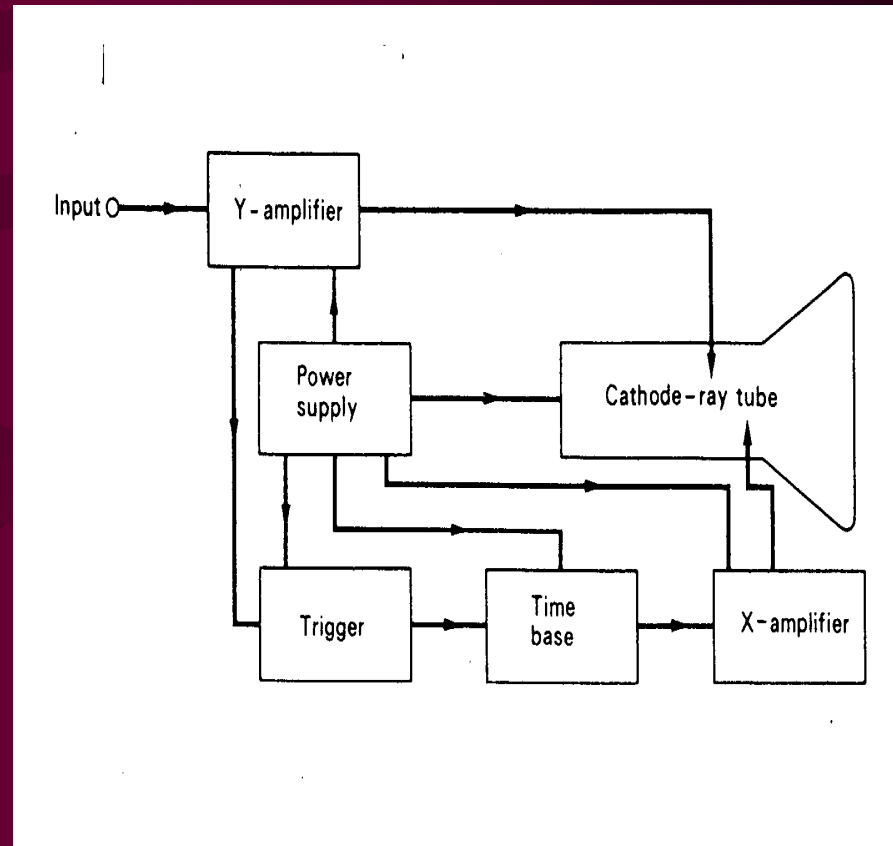 Input
Y-amplifier
Power
supply
Cathode-ray tube
Trigger
Time
base
X-amplifier